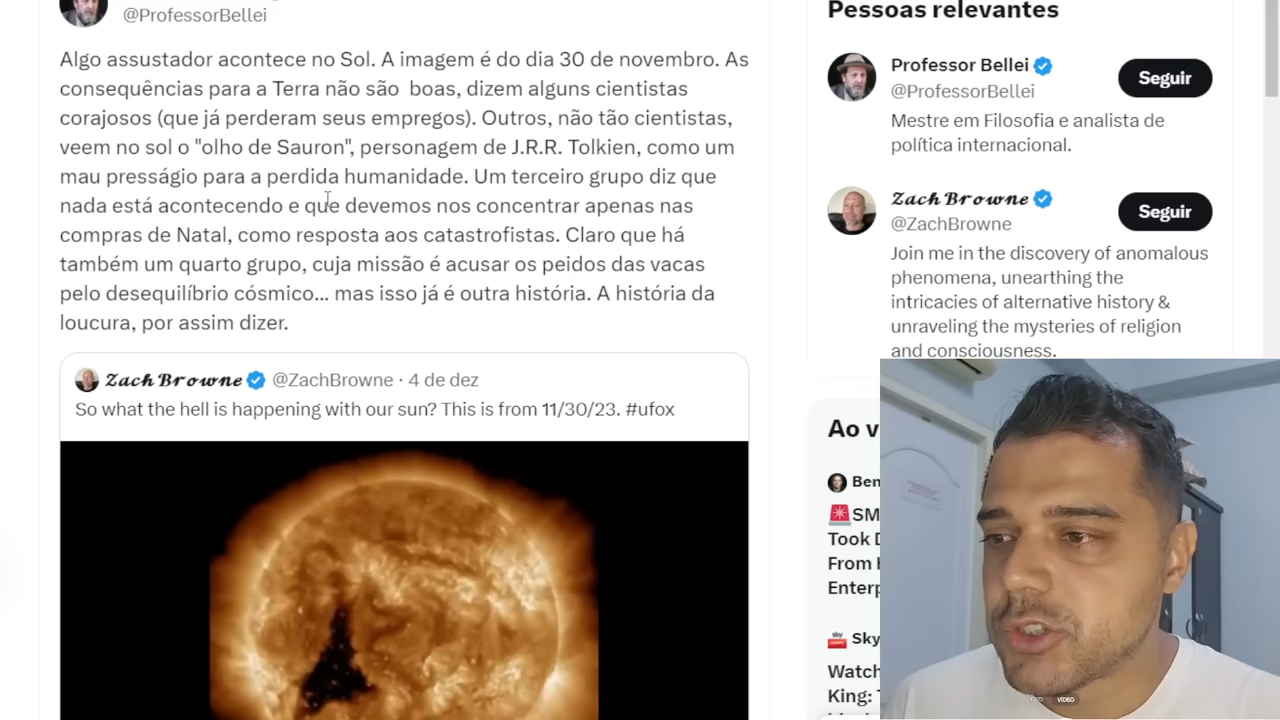 @ProfessorBellei
Algo assustador acontece no Sol. A imagem é do dia 30 de novembro. As
consequências para a Terra não são  boas, dizem alguns cientistas
corajosos (que já perderam seus empregos). Outros, não tão cientistas,
veem no sol o "olho de Sauron", personagem de J.R.R. Tolkien, como um
mau presságio para a perdida humanidade. Um terceiro grupo diz que
nada está acontecendo e que devemos nos concentrar apenas nas
compras de Natal, como resposta aos catastrofistas. Claro que há
também um quarto grupo, cuja missão é acusar os peidos das vacas
pelo desequilíbrio cósmico... mas isso já é outra história. A história da
loucura, por assim dizer.
Zach Browne @ZachBrowne · 4 de dez
So what the hell is happening with our sun? This is from 11/30/23. #ufox
Pessoas relevantes
Professor Bellei
@ProfessorBellei
Seguir
Mestre em Filosofia e analista de
política internacional.
Zach Browne
@ZachBrowne
Seguir
Join me in the discovery of anomalous
phenomena, unearthing the
intricacies of alternative history &
unraveling the mysteries of religion
and consciousness.
Ao v
Ben
🚨SM
Took
From
Enterp
Sky
Watch
King:
VÍDEO